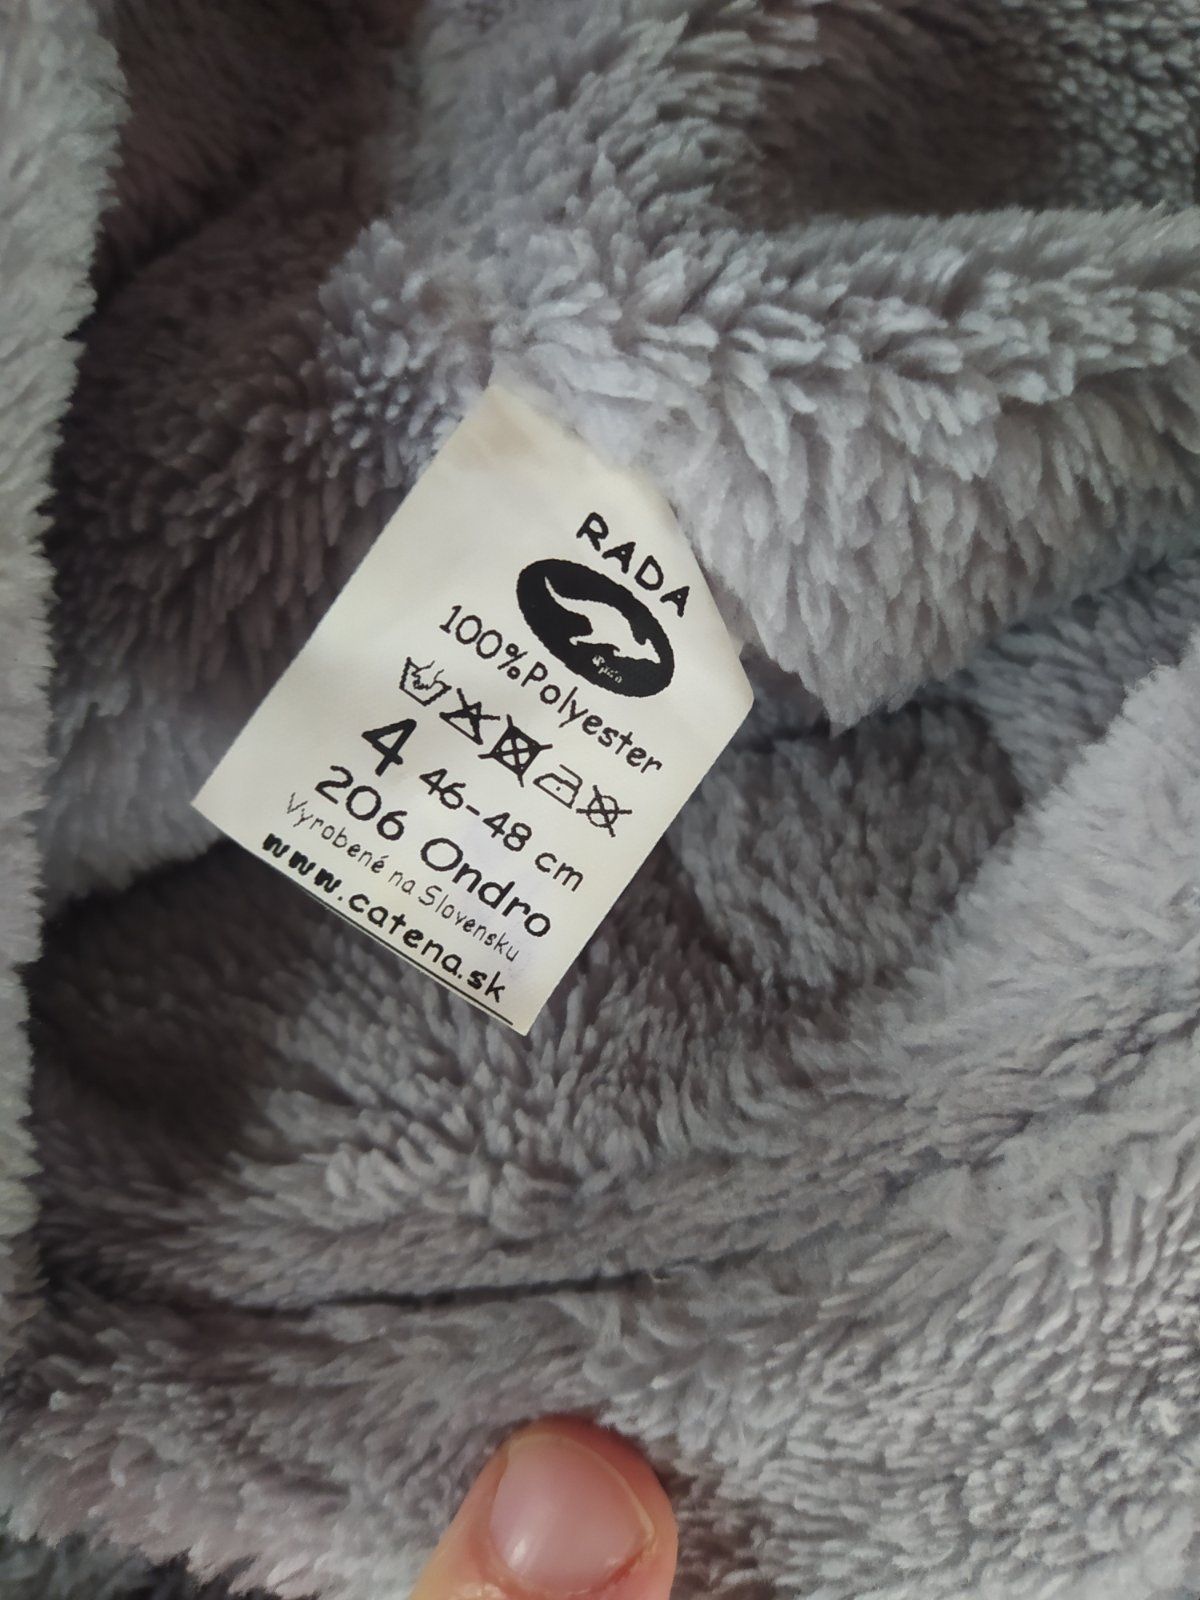 RADA
100%Polyester
4 46-48 cm
206 Ondro
Vyrobené na Slovensku
www.catena.sk